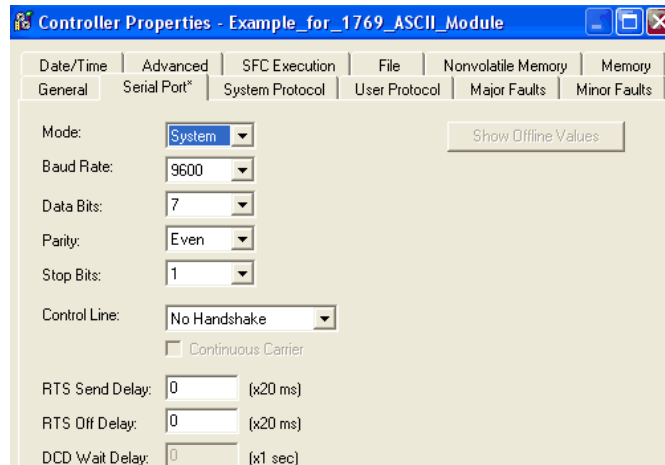 Controller Properties - Example_for_1769_ASCII_Module
Date/Time Advanced SFC Execution File Nonvolatile Memory Memory
General Serial Port* System Protocol User Protocol Major Faults Minor Faults
Mode: System Show Offline Values
Baud Rate: 9600
Data Bits: 7
Parity: Even
Stop Bits: 1
Control Line: No Handshake
Continuous Carrier
RTS Send Delay: 0 (x20 ms)
RTS Off Delay: 0 (x20 ms)
DCD Wait Delay: 0 (x1 sec)